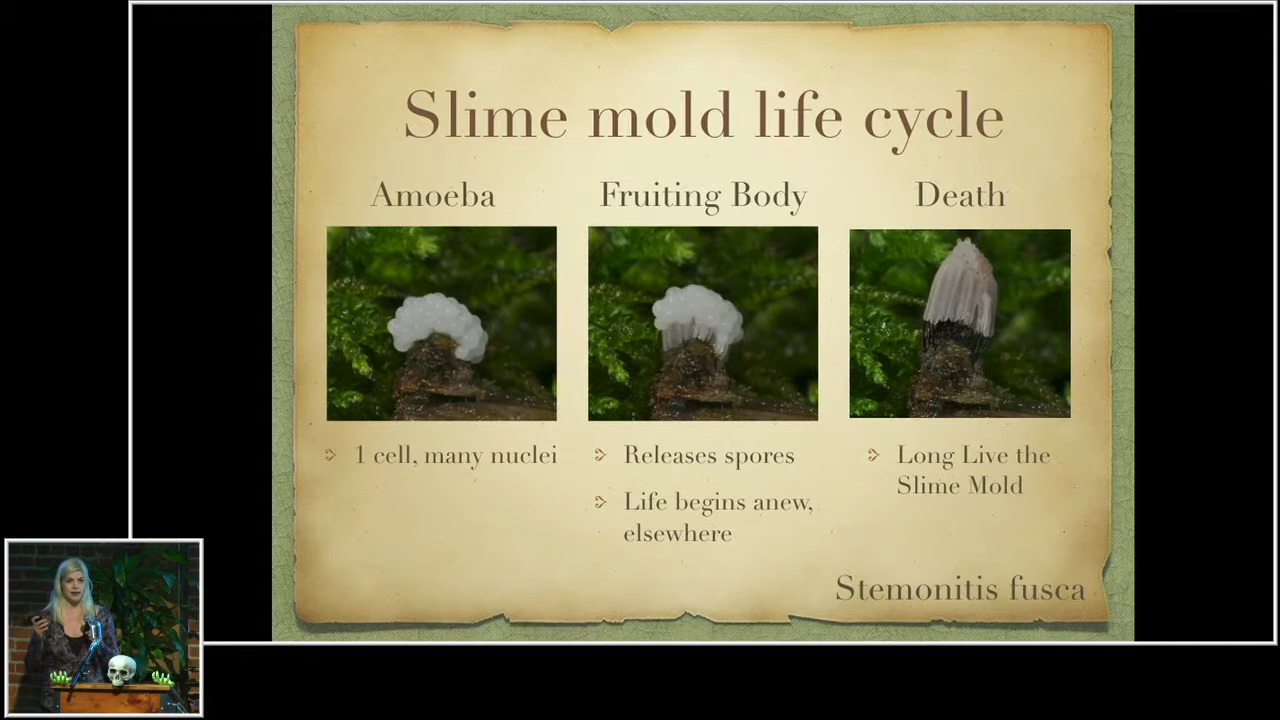 Slime mold life cycle
Amoeba
Fruiting Body
Death
1 cell, many nuclei
Releases spores
Life begins anew,
elsewhere
Long Live the
Slime Mold
Stemonitis fusca